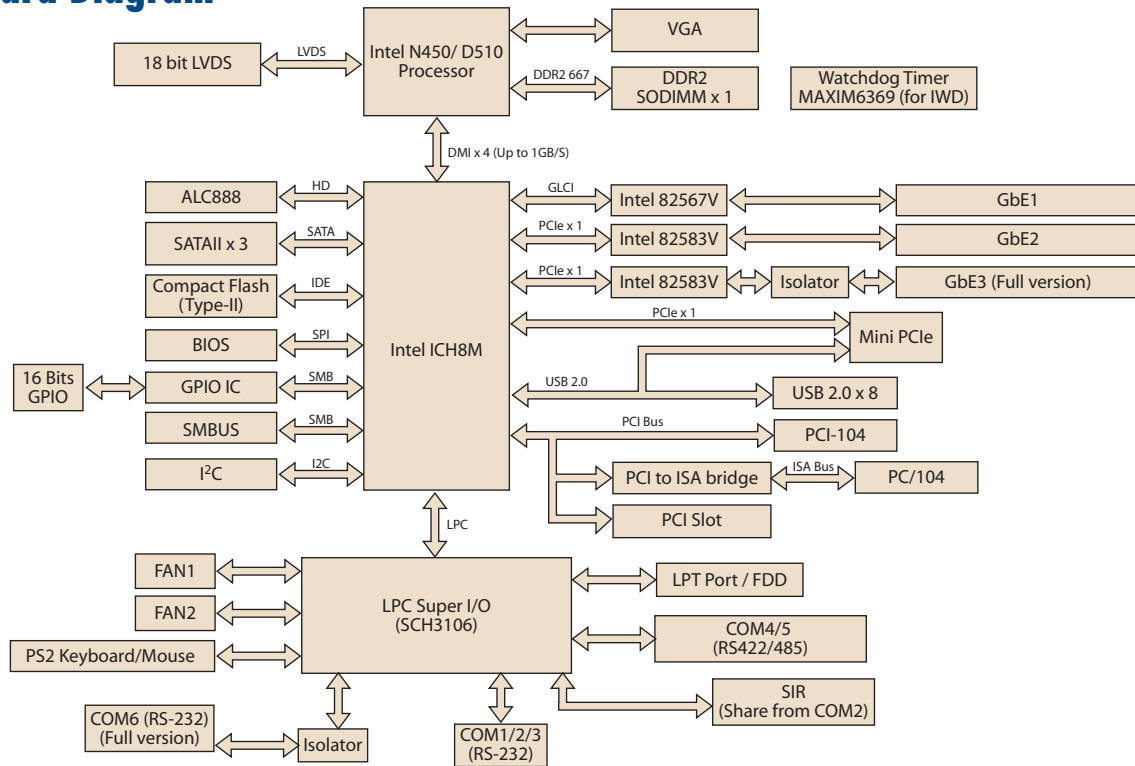 18 bit LVDS
LVDS
Intel N450/ D510
Processor
VGA
DDR2 667
DDR2
SODIMM x 1
Watchdog Timer
MAXIM6369 (for IWD)
DMI x 4 (Up to 1GB/S)
ALC888
HD
SATAII x 3
SATA
Compact Flash
(Type-II)
IDE
BIOS
SPI
16 Bits
GPIO
GPIO IC
SMB
SMBUS
SMB
I²C
I2C
Intel ICH8M
GLCI
Intel 82567V
GbE1
PCIe x 1
Intel 82583V
GbE2
PCIe x 1
Intel 82583V
Isolator
GbE3 (Full version)
PCIe x 1
Mini PCIe
USB 2.0
USB 2.0 x 8
PCI Bus
PCI-104
PCI to ISA bridge
ISA Bus
PC/104
PCI Slot
LPC
FAN1
FAN2
PS2 Keyboard/Mouse
LPC Super I/O
(SCH3106)
LPT Port / FDD
COM4/5
(RS422/485)
SIR
(Share from COM2)
COM6 (RS-232)
(Full version)
Isolator
COM1/2/3
(RS-232)